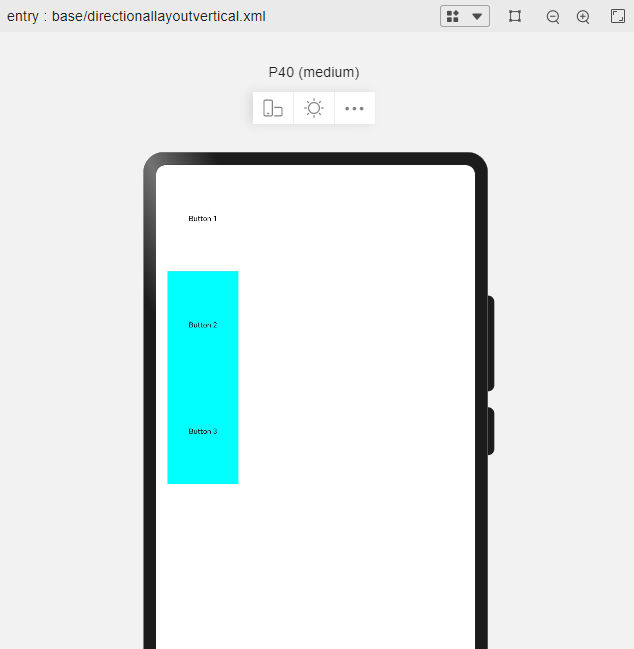 entry : base/directionallayoutvertical.xml
P40 (medium)
Button 1
Button 2
Button 3